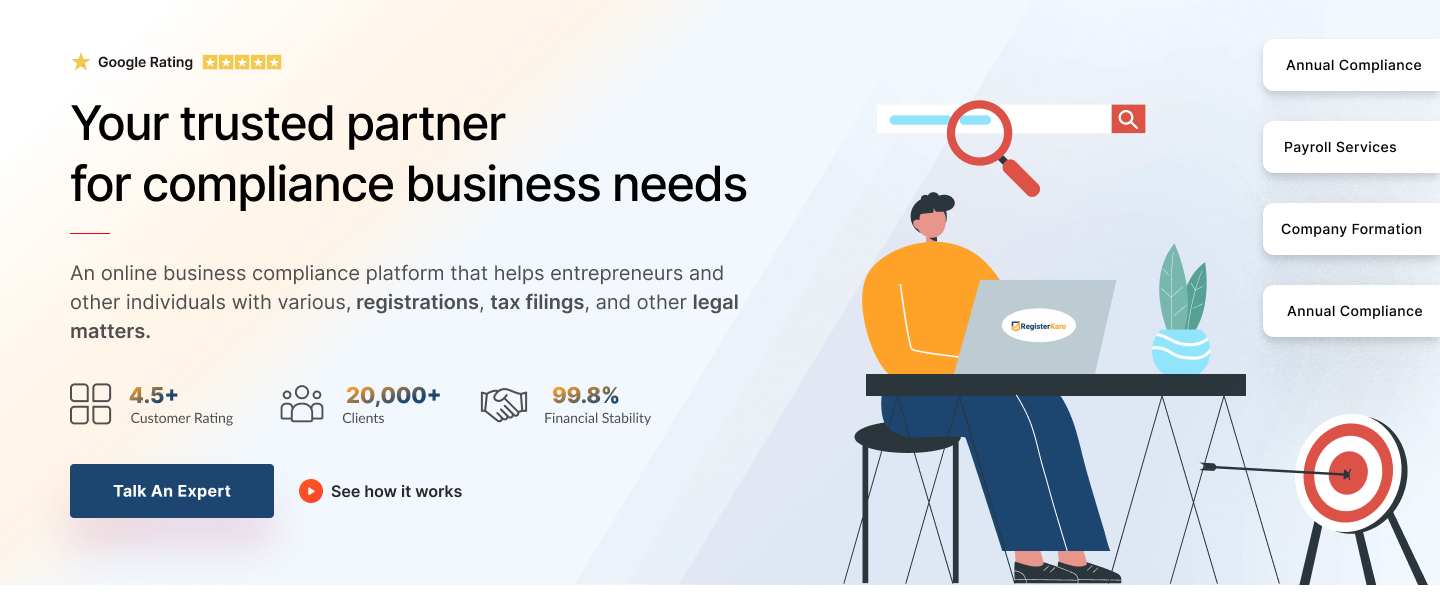 Google Rating
Your trusted partner
for compliance business needs
An online business compliance platform that helps entrepreneurs and
other individuals with various, registrations, tax filings, and other legal
matters.
4.5+
Customer Rating
20,000+
Clients
99.8%
Financial Stability
Talk An Expert
See how it works
RegisterKaro
Annual Compliance
Payroll Services
Company Formation
Annual Compliance